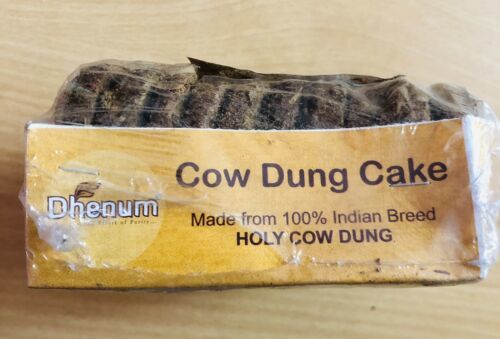 Dhenum
Cow Dung Cake
Made from 100% Indian Breed
HOLY COW DUNG